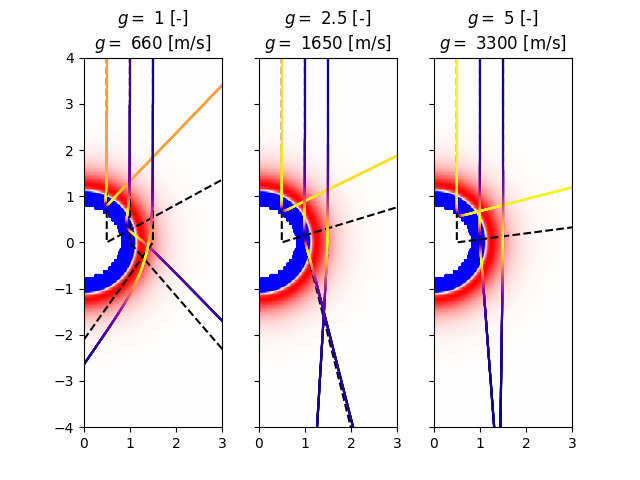 g = 1 [-]
g = 660 [m/s]
g = 2.5 [-]
g = 1650 [m/s]
g = 5 [-]
g = 3300 [m/s]
4
3
2
1
0
−1
−2
−3
−4
0 1 2 3
0 1 2 3
0 1 2 3